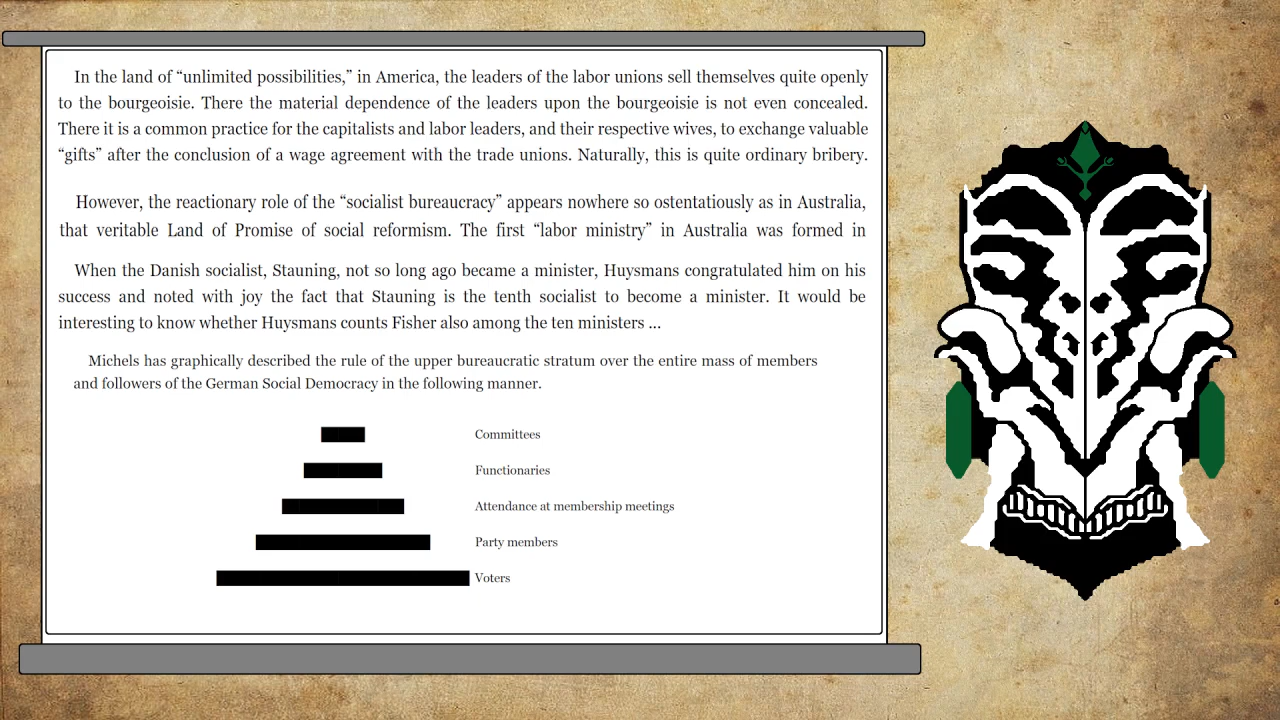 In the land of “unlimited possibilities,” in America, the leaders of the labor unions sell themselves quite openly
to the bourgeoisie. There the material dependence of the leaders upon the bourgeoisie is not even concealed.
There it is a common practice for the capitalists and labor leaders, and their respective wives, to exchange valuable
“gifts” after the conclusion of a wage agreement with the trade unions. Naturally, this is quite ordinary bribery.
However, the reactionary role of the “socialist bureaucracy” appears nowhere so ostentatiously as in Australia,
that veritable Land of Promise of social reformism. The first “labor ministry” in Australia was formed in
When the Danish socialist, Stauning, not so long ago became a minister, Huysmans congratulated him on his
success and noted with joy the fact that Stauning is the tenth socialist to become a minister. It would be
interesting to know whether Huysmans counts Fisher also among the ten ministers ...
Michels has graphically described the rule of the upper bureaucratic stratum over the entire mass of members
and followers of the German Social Democracy in the following manner.
Committees
Functionaries
Attendance at membership meetings
Party members
Voters